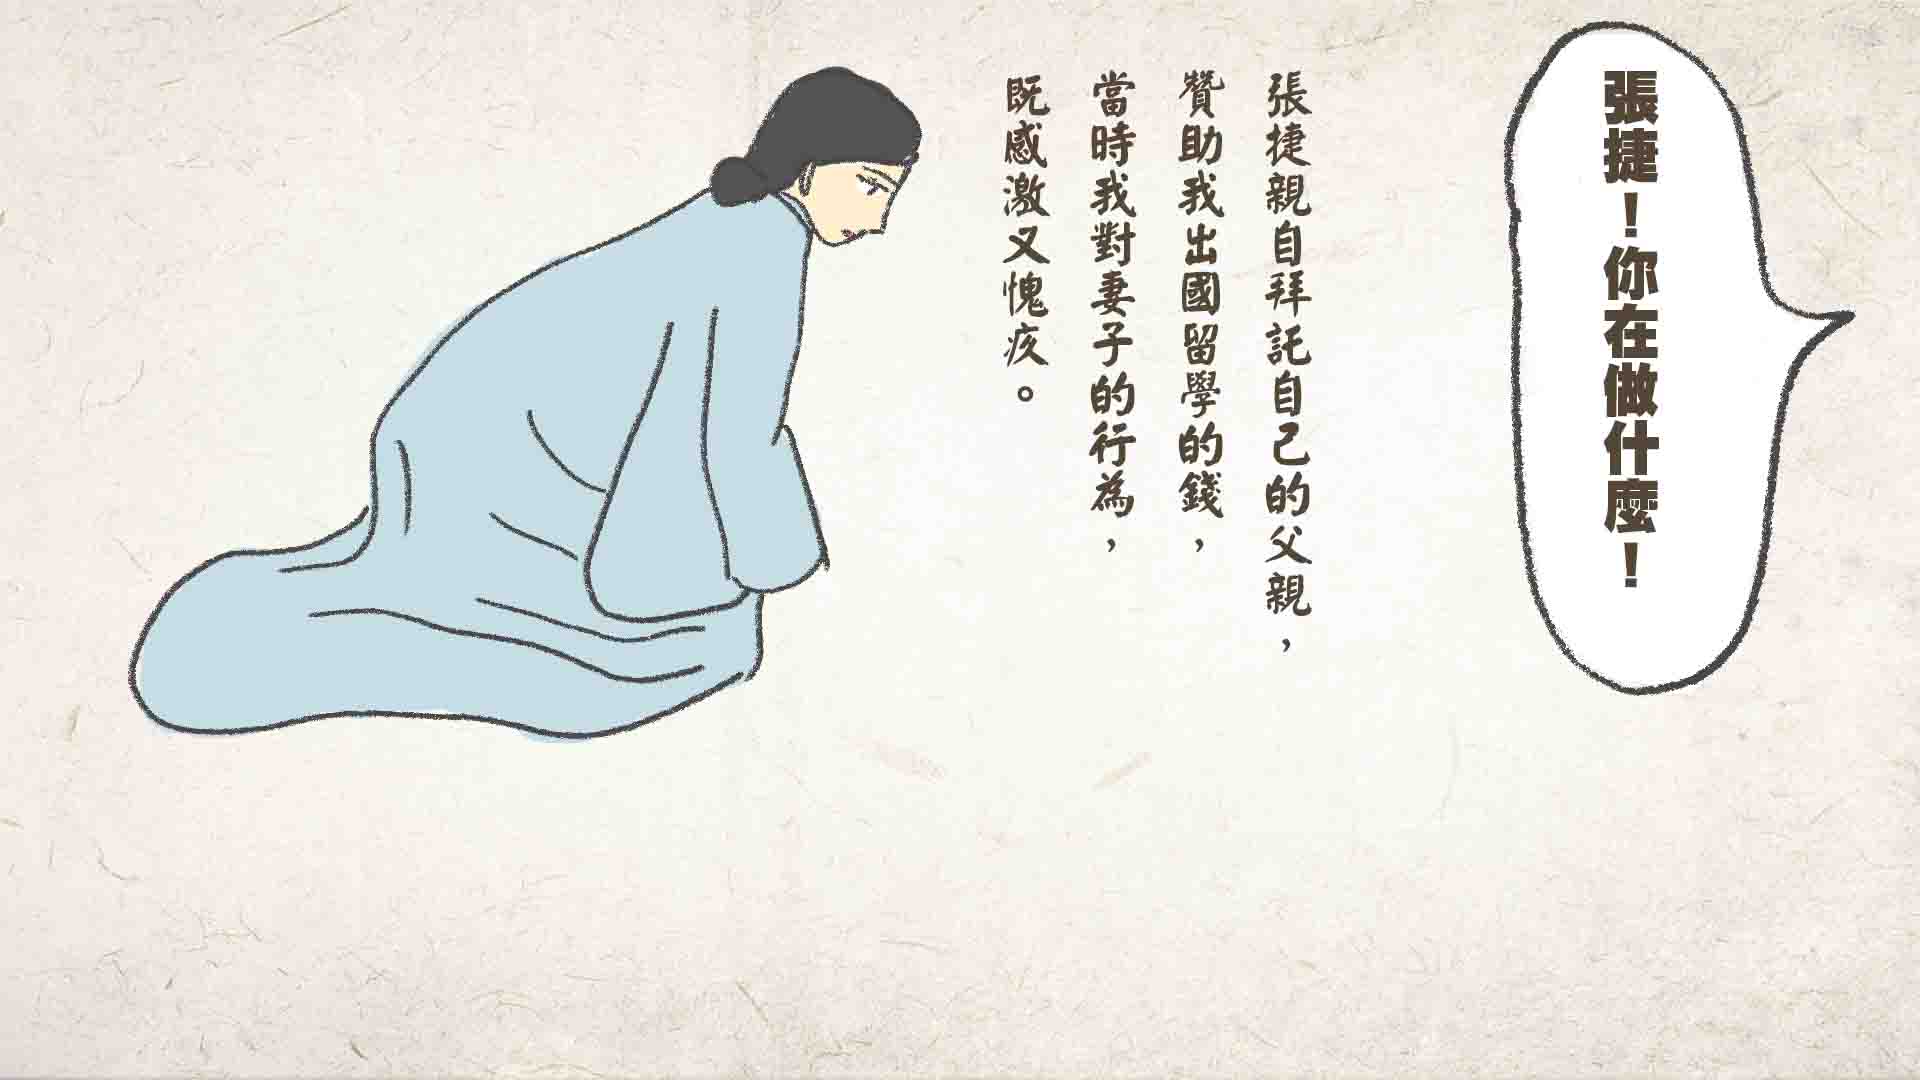 張捷！你在做什麼！
張捷親自拜託自己的父親，
贊助我出國留學的錢，
當時我對妻子的行為，
既感激又愧疚。